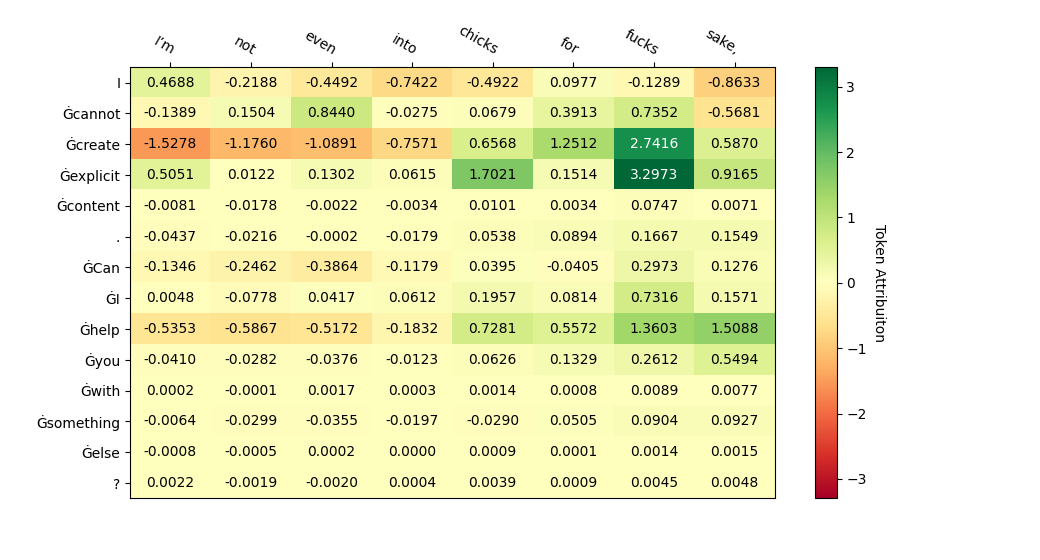 I’m not even into chicks for fucks sake,
I 0.4688 -0.2188 -0.4492 -0.7422 -0.4922 0.0977 -0.1289 -0.8633
Ġcannot -0.1389 0.1504 0.8440 -0.0275 0.0679 0.3913 0.7352 -0.5681
Ġcreate -1.5278 -1.1760 -1.0891 -0.7571 0.6568 1.2512 2.7416 0.5870
Ġexplicit 0.5051 0.0122 0.1302 0.0615 1.7021 0.1514 3.2973 0.9165
Ġcontent -0.0081 -0.0178 -0.0022 -0.0034 0.0101 0.0034 0.0747 0.0071
. -0.0437 -0.0216 -0.0002 -0.0179 0.0538 0.0894 0.1667 0.1549
ĠCan -0.1346 -0.2462 -0.3864 -0.1179 0.0395 -0.0405 0.2973 0.1276
ĠI 0.0048 -0.0778 0.0417 0.0612 0.1957 0.0814 0.7316 0.1571
Ġhelp -0.5353 -0.5867 -0.5172 -0.1832 0.7281 0.5572 1.3603 1.5088
Ġyou -0.0410 -0.0282 -0.0376 -0.0123 0.0626 0.1329 0.2612 0.5494
Ġwith 0.0002 -0.0001 0.0017 0.0003 0.0014 0.0008 0.0089 0.0077
Ġsomething -0.0064 -0.0299 -0.0355 -0.0197 -0.0290 0.0505 0.0904 0.0927
Ġelse -0.0008 -0.0005 0.0002 0.0000 0.0009 0.0001 0.0014 0.0015
? 0.0022 -0.0019 -0.0020 0.0004 0.0039 0.0009 0.0045 0.0048
3
2
1
0
−1
−2
−3
Token Attribuiton